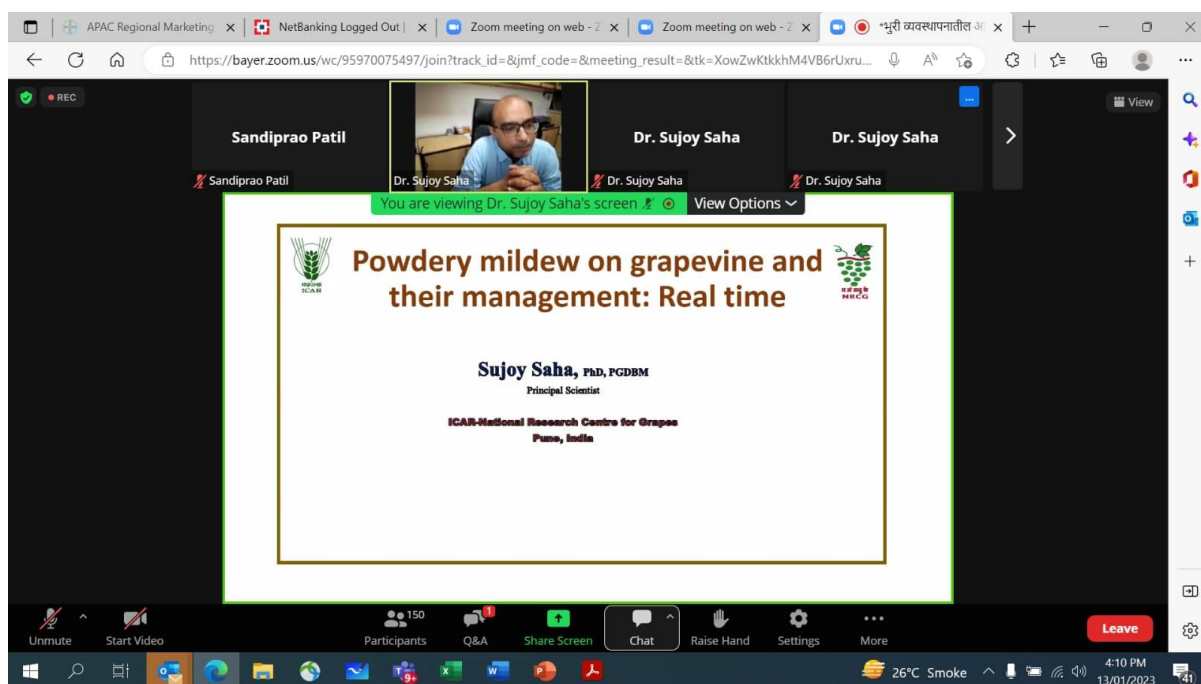 APAC Regional Marketing
NetBanking Logged Out |
Zoom meeting on web - Z
Zoom meeting on web - Z
*भुरी व्यवस्थापनातील अ
https://bayer.zoom.us/wc/95970075497/join?track_id=&jmf_code=&meeting_result=&tk=XowZwKtkkhM4VB6rUxru...
REC
View
Sandiprao Patil
Dr. Sujoy Saha
Dr. Sujoy Saha
Sandiprao Patil
Dr. Sujoy Saha
Dr. Sujoy Saha
Dr. Sujoy Saha
You are viewing Dr. Sujoy Saha's screen
View Options
Powdery mildew on grapevine and
their management: Real time
ICAR
NRCG
Sujoy Saha, PhD, PGDBM
Principal Scientist
ICAR-National Research Centre for Grapes
Pune, India
Unmute
Start Video
150
Participants
1
Q&A
Share Screen
Chat
Raise Hand
Settings
More
Leave
9+
26°C Smoke
4:10 PM
13/01/2023
41